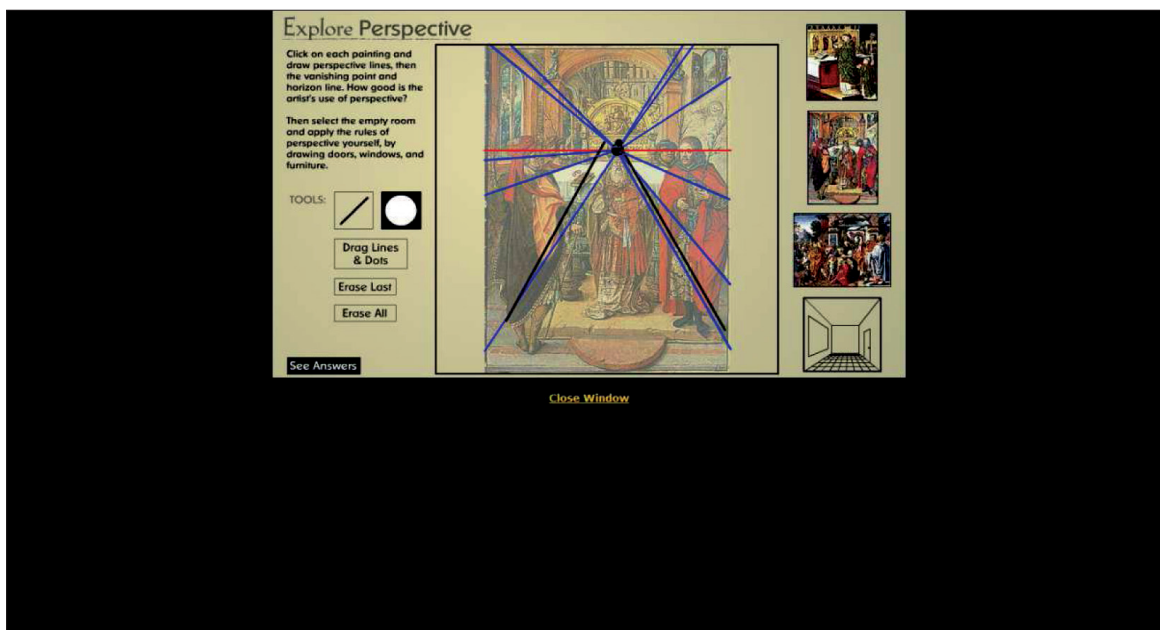 Explore Perspective
Click on each painting and
draw perspective lines, then
the vanishing point and
horizon line. How good is the
artist's use of perspective?
Then select the empty room
and apply the rules of
perspective yourself, by
drawing doors, windows, and
furniture.
TOOLS:
Drag Lines
& Dots
Erase Last
Erase All
See Answers
Close Window